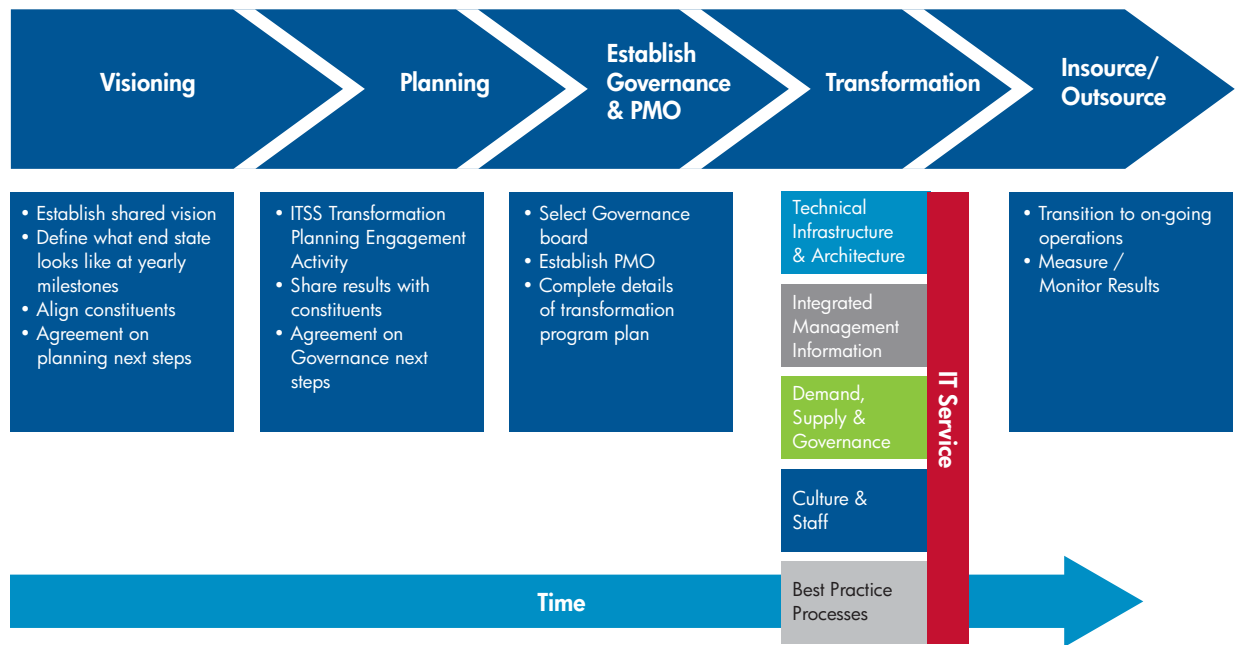 Visioning
Planning
Establish
Governance
& PMO
Transformation
Insource/
Outsource
• Establish shared vision
• Define what end state
looks like at yearly
milestones
• Align constituents
• Agreement on
planning next steps
• ITSS Transformation
Planning Engagement
Activity
• Share results with
constituents
• Agreement on
Governance next
steps
• Select Governance
board
• Establish PMO
• Complete details
of transformation
program plan
Technical
Infrastructure
& Architecture
Integrated
Management
Information
Demand,
Supply &
Governance
Culture &
Staff
Best Practice
Processes
IT Service
• Transition to on-going
operations
• Measure /
Monitor Results
Time